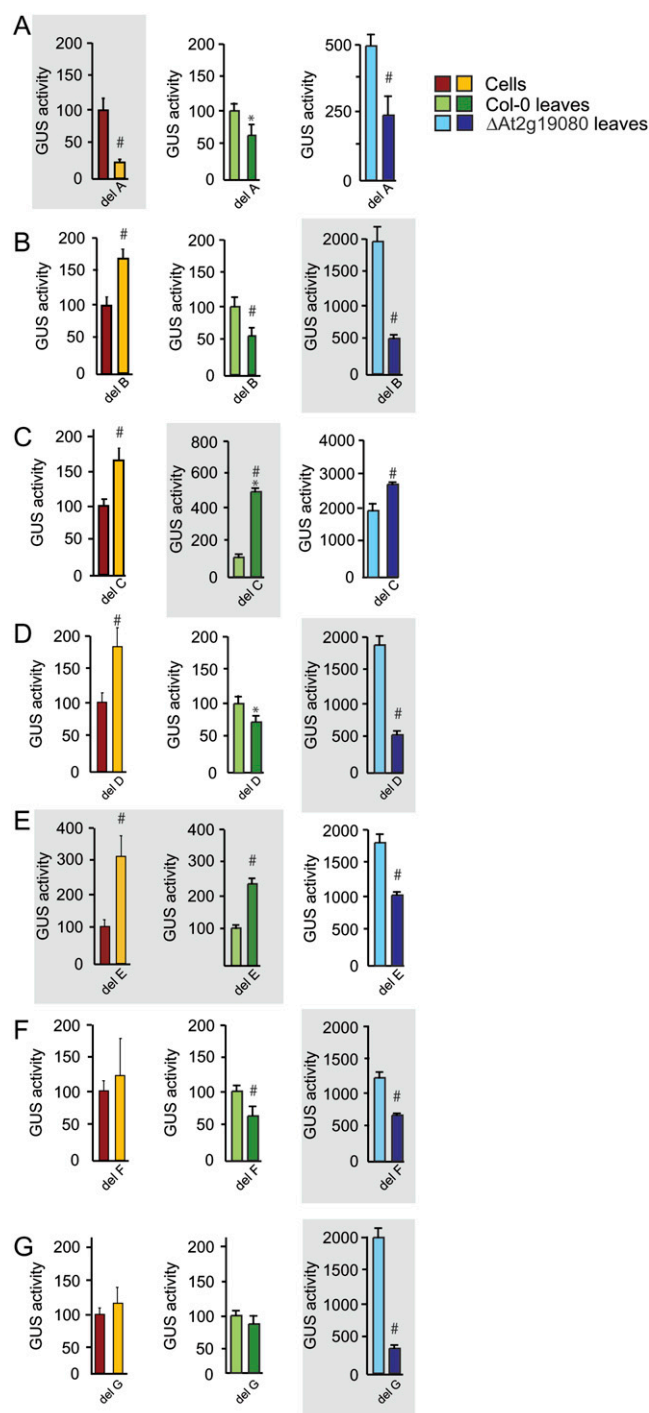 A
GUS activity
200
150
100
50
0
#
del A
GUS activity
200
150
100
50
0
*
del A
GUS activity
500
250
0
#
del A
Cells
Col-0 leaves
ΔAt2g19080 leaves
B
GUS activity
200
150
100
50
0
#
del B
GUS activity
200
150
100
50
0
#
del B
GUS activity
2000
1500
1000
500
0
#
del B
C
GUS activity
200
150
100
50
0
#
del C
GUS activity
800
600
400
200
0
#
*
del C
GUS activity
4000
3000
2000
1000
0
#
del C
D
GUS activity
200
150
100
50
0
#
del D
GUS activity
200
150
100
50
0
*
del D
GUS activity
2000
1500
1000
500
0
#
del D
E
GUS activity
400
300
200
100
0
#
del E
GUS activity
400
300
200
100
0
#
del E
GUS activity
2000
1500
1000
500
0
#
del E
F
GUS activity
200
150
100
50
0
del F
GUS activity
200
150
100
50
0
#
del F
GUS activity
2000
1500
1000
500
0
#
del F
G
GUS activity
200
150
100
50
0
del G
GUS activity
200
150
100
50
0
del G
GUS activity
2000
1500
1000
500
0
#
del G